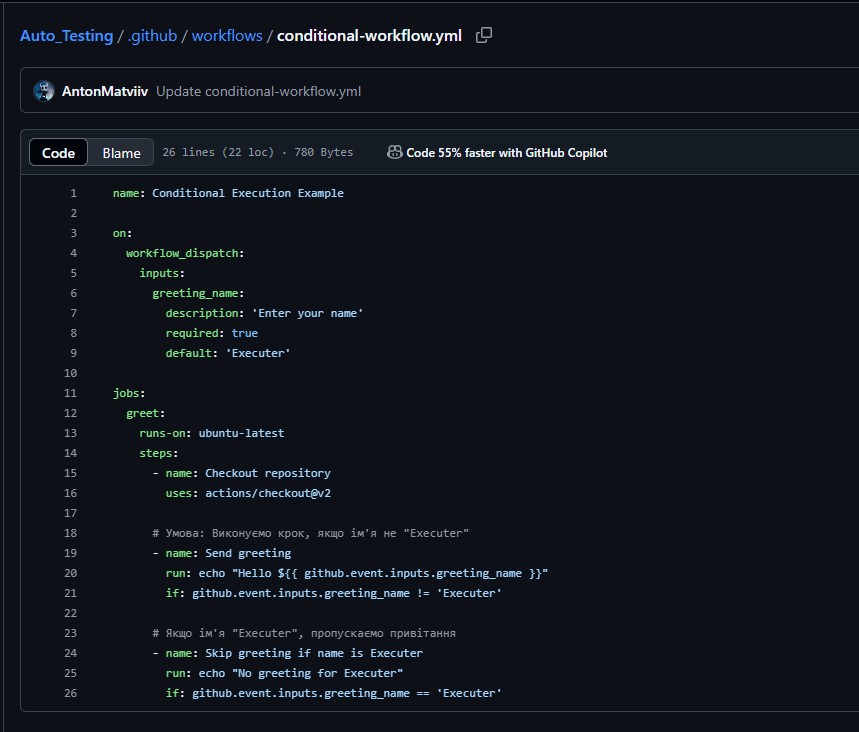 Auto_Testing / .github / workflows / conditional-workflow.yml
AntonMatviiv Update conditional-workflow.yml
Code Blame 26 lines (22 loc) · 780 Bytes Code 55% faster with GitHub Copilot
1 name: Conditional Execution Example
2
3 on:
4 workflow_dispatch:
5 inputs:
6 greeting_name:
7 description: 'Enter your name'
8 required: true
9 default: 'Executer'
10
11 jobs:
12 greet:
13 runs-on: ubuntu-latest
14 steps:
15 - name: Checkout repository
16 uses: actions/checkout@v2
17
18 # Умова: Виконуємо крок, якщо ім'я не "Executer"
19 - name: Send greeting
20 run: echo "Hello ${{ github.event.inputs.greeting_name }}"
21 if: github.event.inputs.greeting_name != 'Executer'
22
23 # Якщо ім'я "Executer", пропускаємо привітання
24 - name: Skip greeting if name is Executer
25 run: echo "No greeting for Executer"
26 if: github.event.inputs.greeting_name == 'Executer'